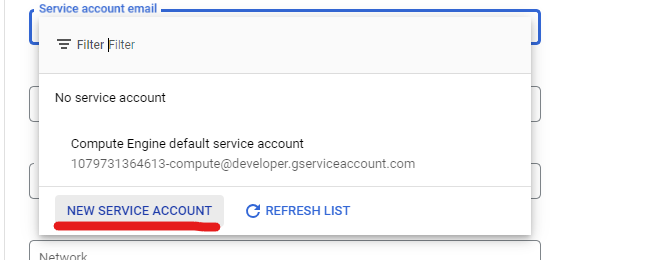 Service account email
Filter Filter
No service account
Compute Engine default service account
1079731364613-compute@developer.gserviceaccount.com
NEW SERVICE ACCOUNT
REFRESH LIST
Network